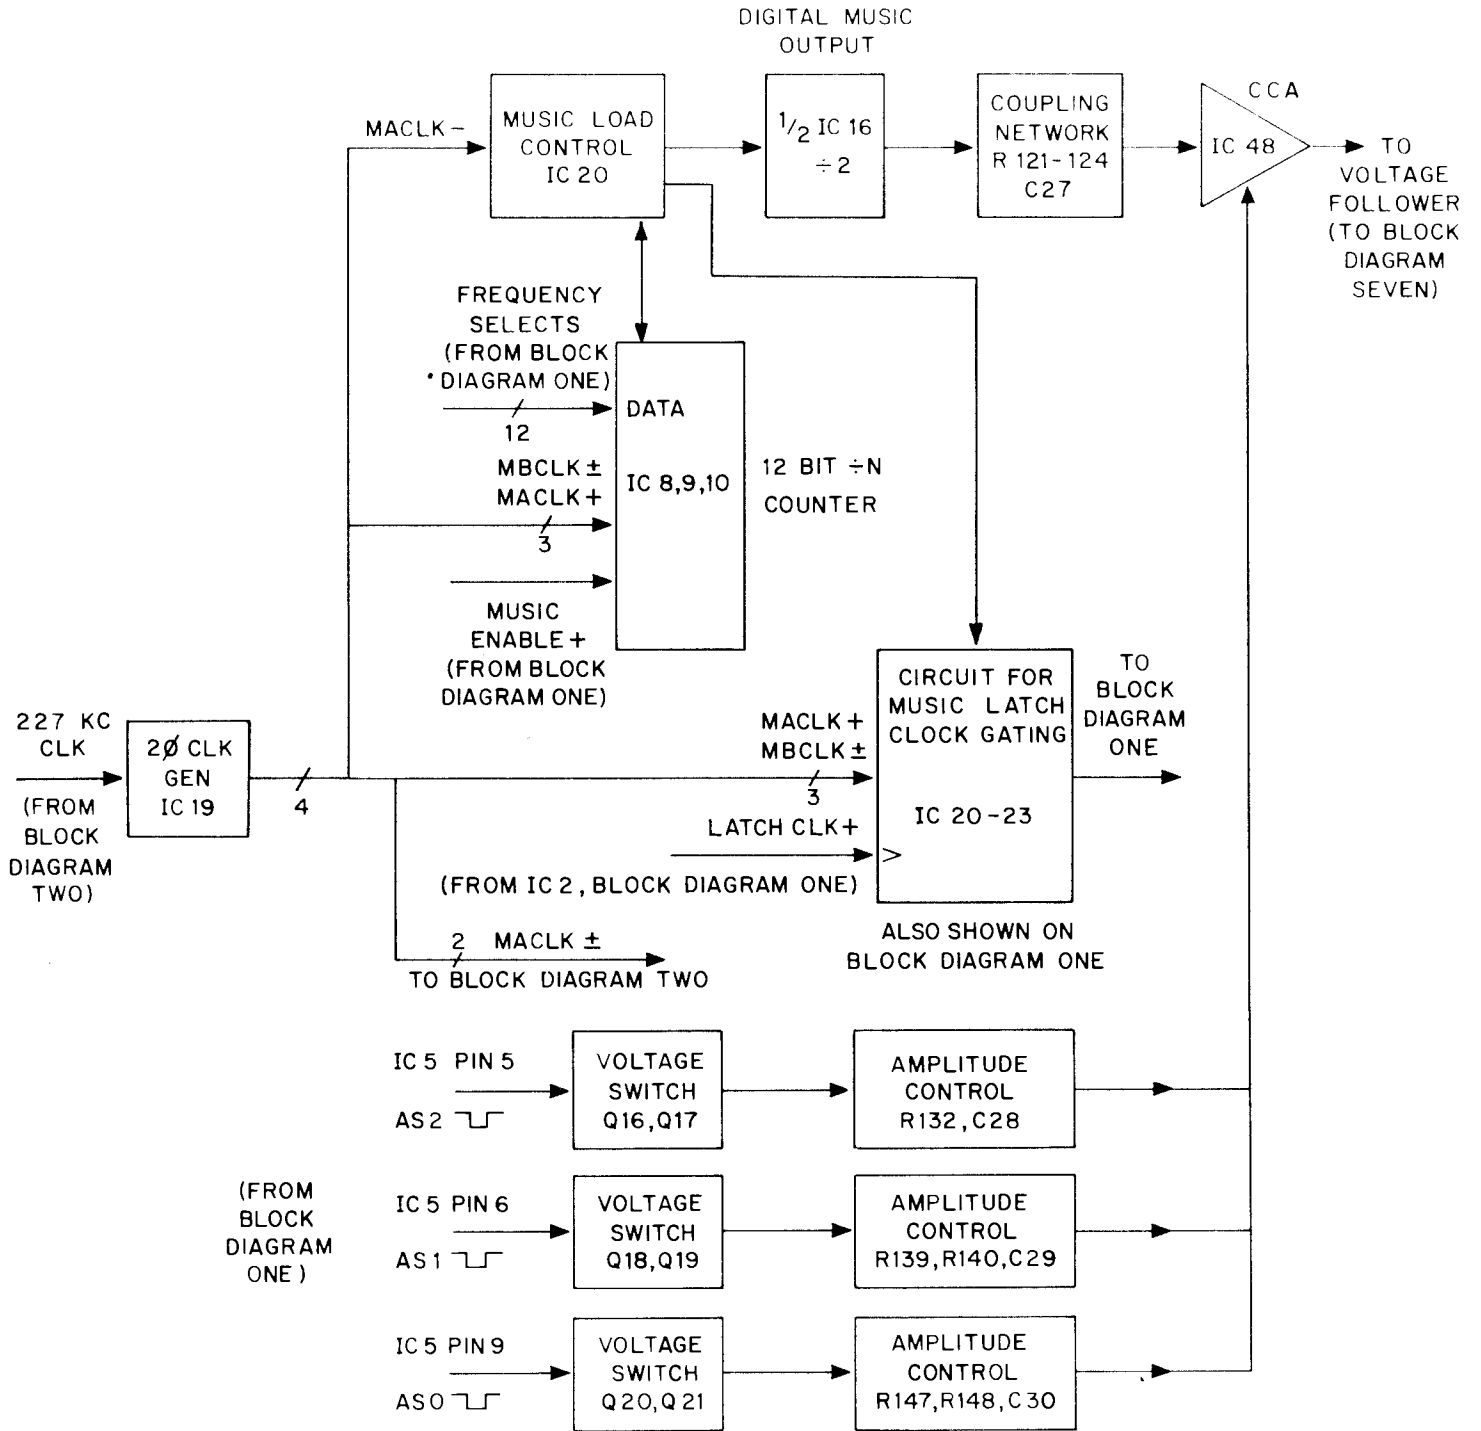 DIGITAL MUSIC
OUTPUT
MACLK-
MUSIC LOAD
CONTROL
IC 20
1/2 IC 16
÷2
COUPLING
NETWORK
R 121-124
C27
CCA
IC 48
TO
VOLTAGE
FOLLOWER
(TO BLOCK
DIAGRAM
SEVEN)
FREQUENCY
SELECTS
(FROM BLOCK
DIAGRAM ONE)
12
DATA
MBCLK ±
MACLK +
3
IC 8,9,10
12 BIT ÷N
COUNTER
MUSIC
ENABLE +
(FROM BLOCK
DIAGRAM ONE)
227 KC
CLK
(FROM
BLOCK
DIAGRAM
TWO)
2Ø CLK
GEN
IC 19
4
MACLK +
MBCLK ±
3
CIRCUIT FOR
MUSIC LATCH
CLOCK GATING
IC 20-23
TO
BLOCK
DIAGRAM
ONE
LATCH CLK+
>
(FROM IC 2, BLOCK DIAGRAM ONE)
ALSO SHOWN ON
BLOCK DIAGRAM ONE
2 MACLK ±
TO BLOCK DIAGRAM TWO
IC 5 PIN 5
AS2
VOLTAGE
SWITCH
Q16,Q17
AMPLITUDE
CONTROL
R132, C28
(FROM
BLOCK
DIAGRAM
ONE)
IC 5 PIN 6
AS1
VOLTAGE
SWITCH
Q18,Q19
AMPLITUDE
CONTROL
R139,R140,C29
IC 5 PIN 9
AS0
VOLTAGE
SWITCH
Q20,Q21
AMPLITUDE
CONTROL
R147,R148,C30